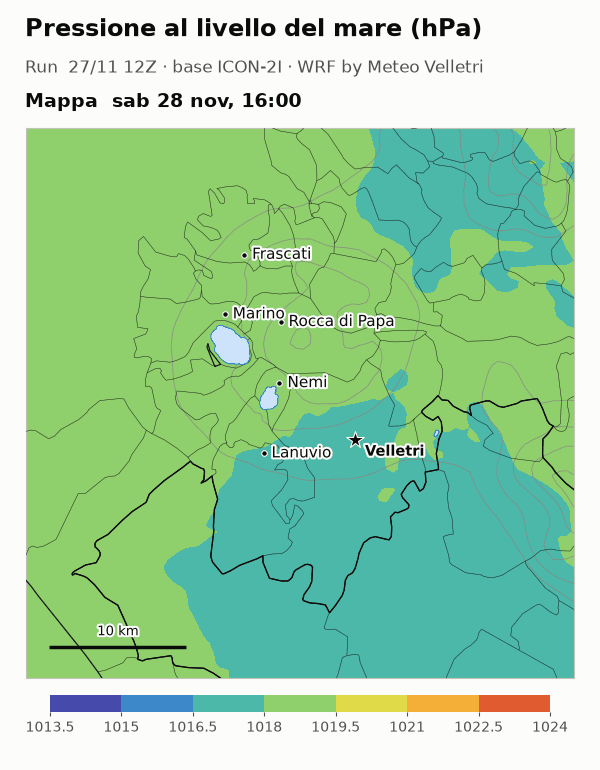 Pressione al livello del mare (hPa)
Run 27/11 12Z · base ICON-2I · WRF by Meteo Velletri
Mappa sab 28 nov, 16:00
Frascati
Marino
Rocca di Papa
Nemi
Velletri
Lanuvio
10 km
1013.5 1015 1016.5 1018 1019.5 1021 1022.5 1024